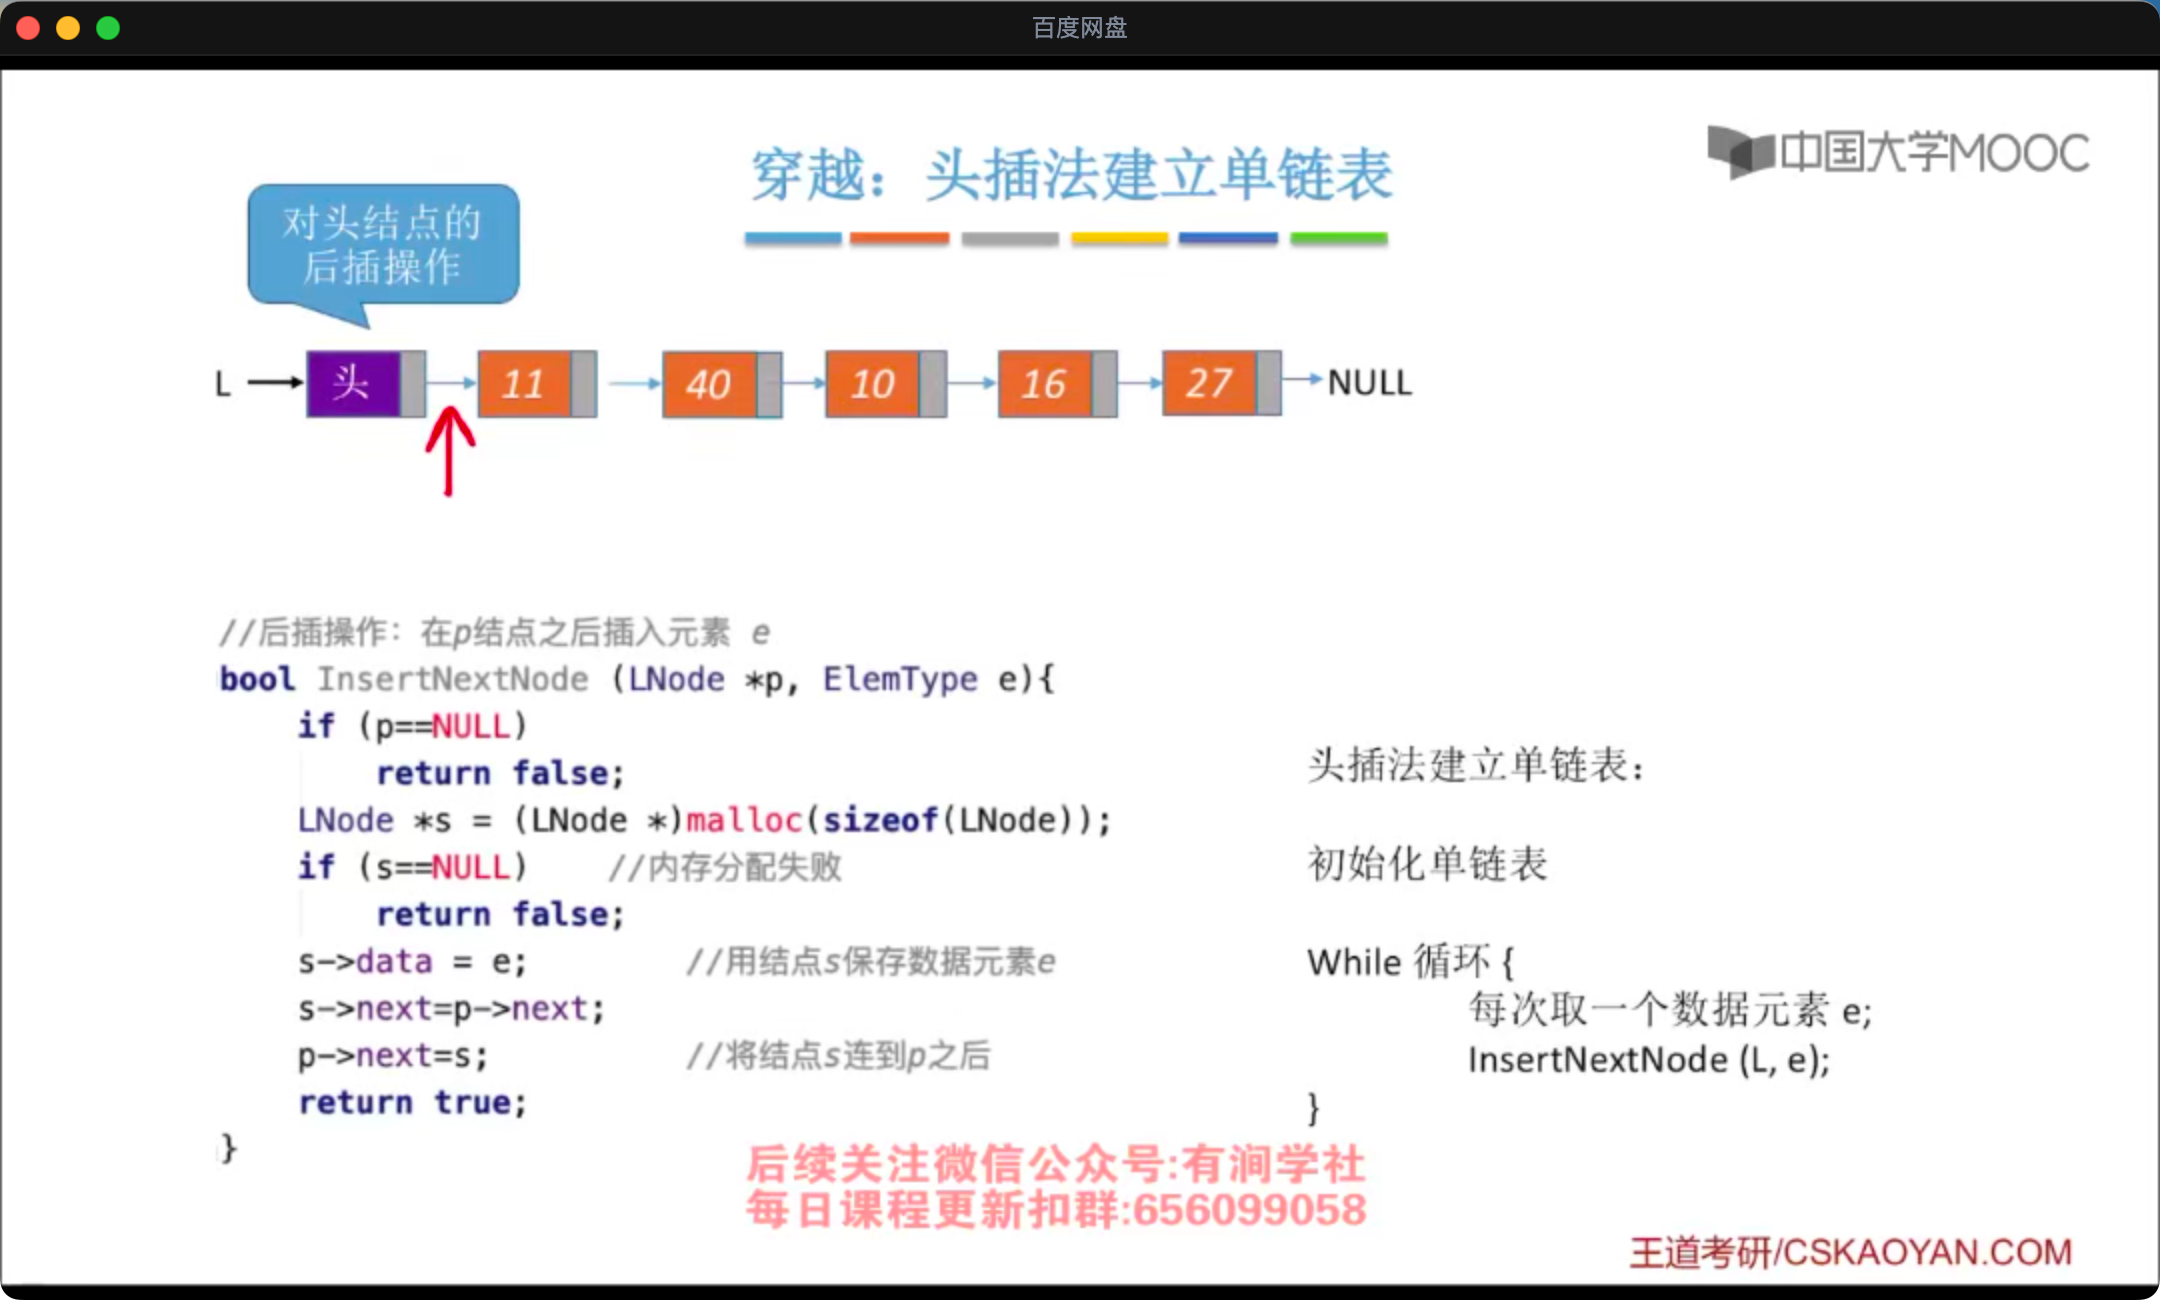 百度网盘
中国大学MOOC
穿越：头插法建立单链表
对头结点的
后插操作
L 头 11 40 10 16 27 NULL
//后插操作：在p结点之后插入元素 e
bool InsertNextNode (LNode *p, ElemType e){
if (p==NULL)
return false;
LNode *s = (LNode *)malloc(sizeof(LNode));
if (s==NULL) //内存分配失败
return false;
s->data = e; //用结点s保存数据元素e
s->next=p->next;
p->next=s; //将结点s连到p之后
return true;
}
头插法建立单链表：
初始化单链表
While 循环 {
每次取一个数据元素 e;
InsertNextNode (L, e);
}
后续关注微信公众号:有涧学社
每日课程更新扣群:656099058
王道考研/CSKAOYAN.COM